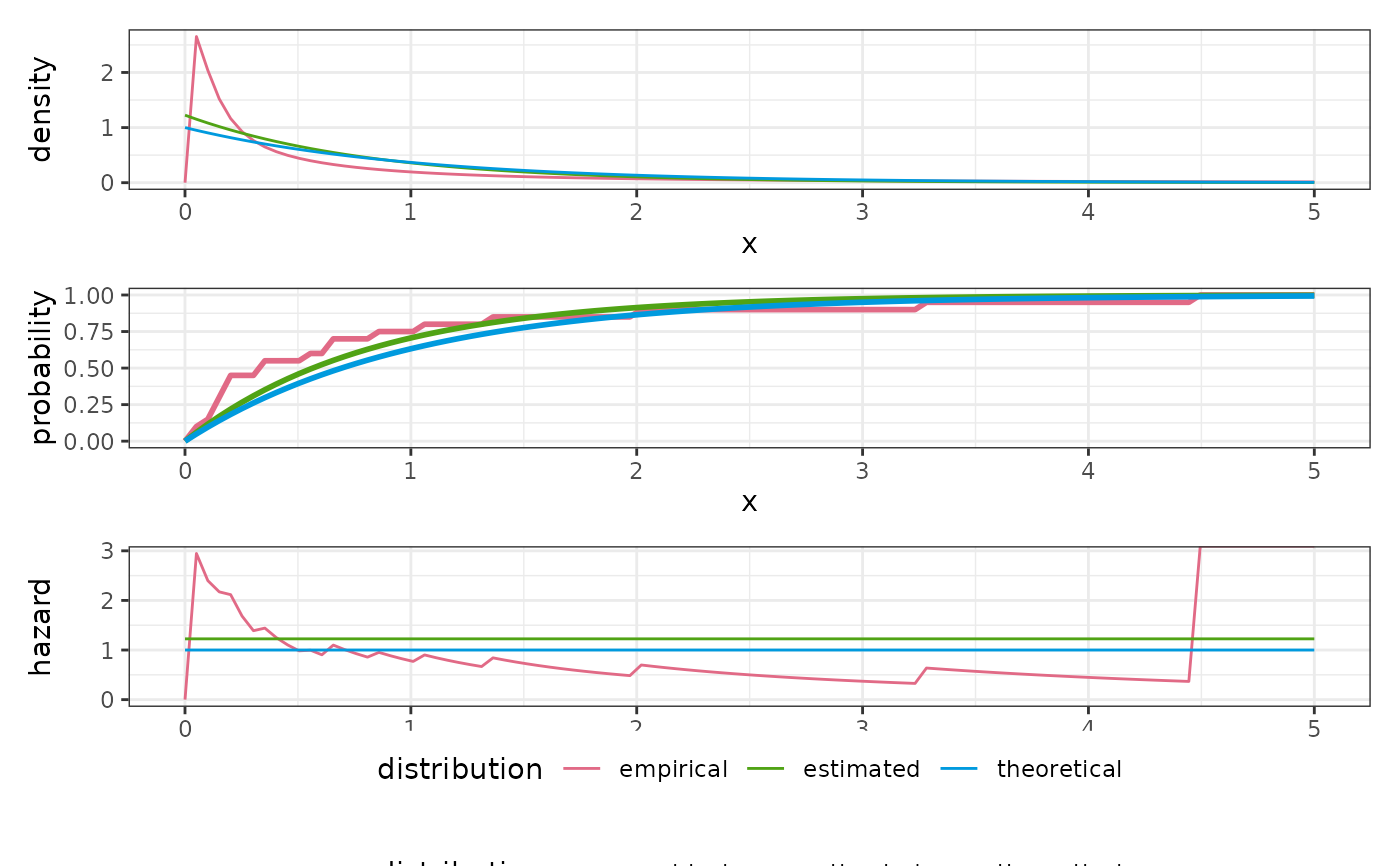 density
2
1
0
0 1 2 3 4 5
x
probability
1.00
0.75
0.50
0.25
0.00
0 1 2 3 4 5
x
hazard
3
2
1
0
0 1 2 3 4 5
distribution empirical estimated theoretical